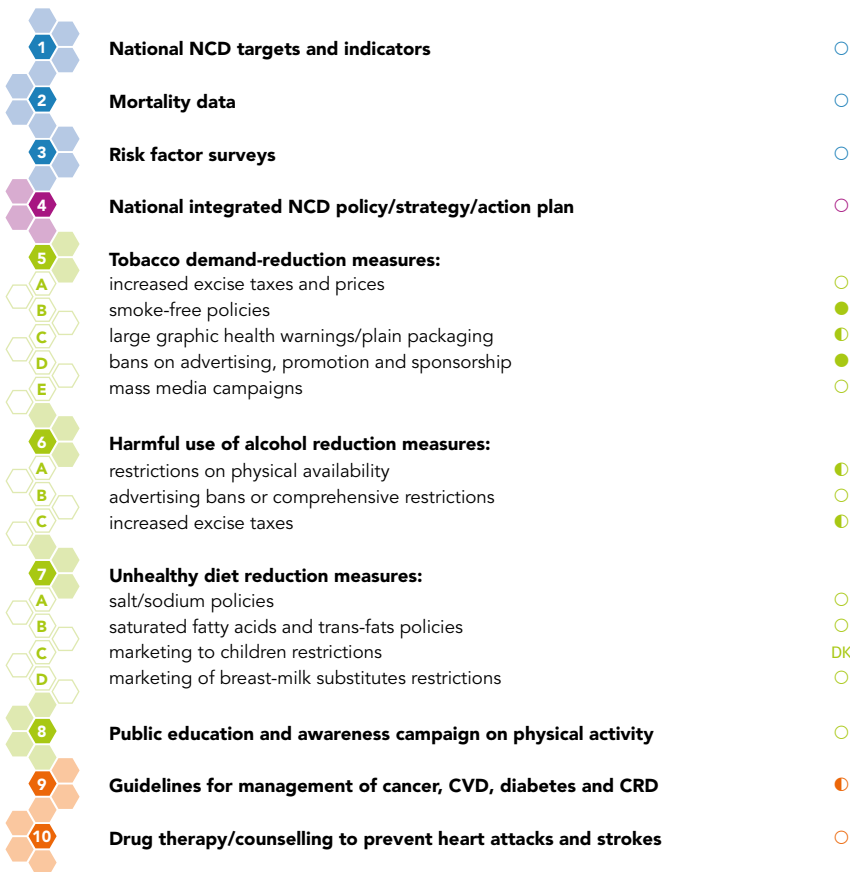 1 National NCD targets and indicators ○
2 Mortality data ○
3 Risk factor surveys ○
4 National integrated NCD policy/strategy/action plan ○
5 Tobacco demand-reduction measures:
A increased excise taxes and prices ○
B smoke-free policies ●
C large graphic health warnings/plain packaging ◐
D bans on advertising, promotion and sponsorship ●
E mass media campaigns ○
6 Harmful use of alcohol reduction measures:
A restrictions on physical availability ◐
B advertising bans or comprehensive restrictions ○
C increased excise taxes ◐
7 Unhealthy diet reduction measures:
A salt/sodium policies ○
B saturated fatty acids and trans-fats policies ○
C marketing to children restrictions DK
D marketing of breast-milk substitutes restrictions ○
8 Public education and awareness campaign on physical activity ○
9 Guidelines for management of cancer, CVD, diabetes and CRD ◐
10 Drug therapy/counselling to prevent heart attacks and strokes ○